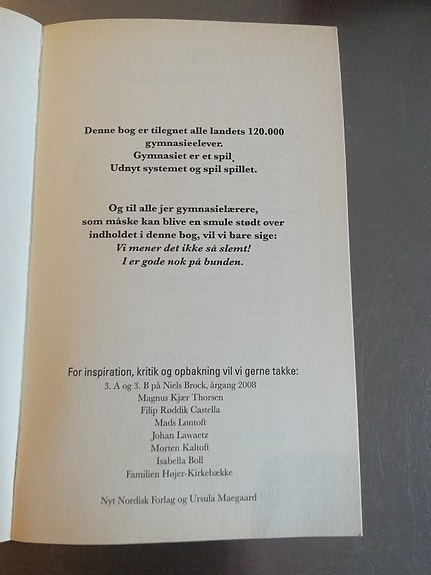 Denne bog er tilegnet alle landets 120.000
gymnasieelever.
Gymnasiet er et spil.
Udnyt systemet og spil spillet.
Og til alle jer gymnasielærere,
som måske kan blive en smule stødt over
indholdet i denne bog, vil vi bare sige:
Vi mener det ikke så slemt!
I er gode nok på bunden.
For inspiration, kritik og opbakning vil vi gerne takke:
3. A og 3. B på Niels Brock, årgang 2008
Magnus Kjær Thorsen
Filip Røddik Castella
Mads Løntoft
Johan Lawaetz
Morten Kaltoft
Isabella Boll
Familien Højer-Kirkebække
Nyt Nordisk Forlag og Ursula Maegaard